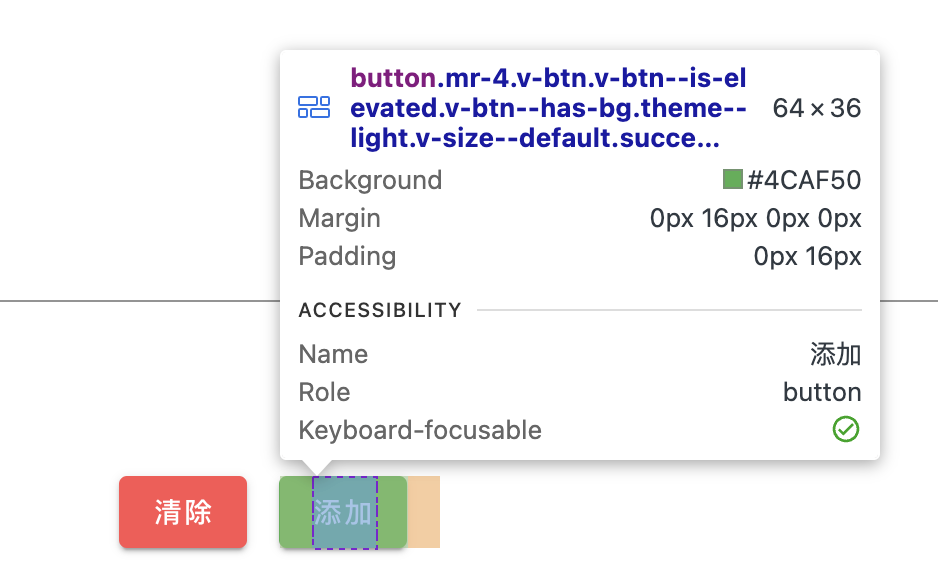 button.mr-4.v-btn.v-btn--is-el
evated.v-btn--has-bg.theme--
light.v-size--default.succe...
64 × 36
Background #4CAF50
Margin 0px 16px 0px 0px
Padding 0px 16px
ACCESSIBILITY
Name 添加
Role button
Keyboard-focusable
清除 添加